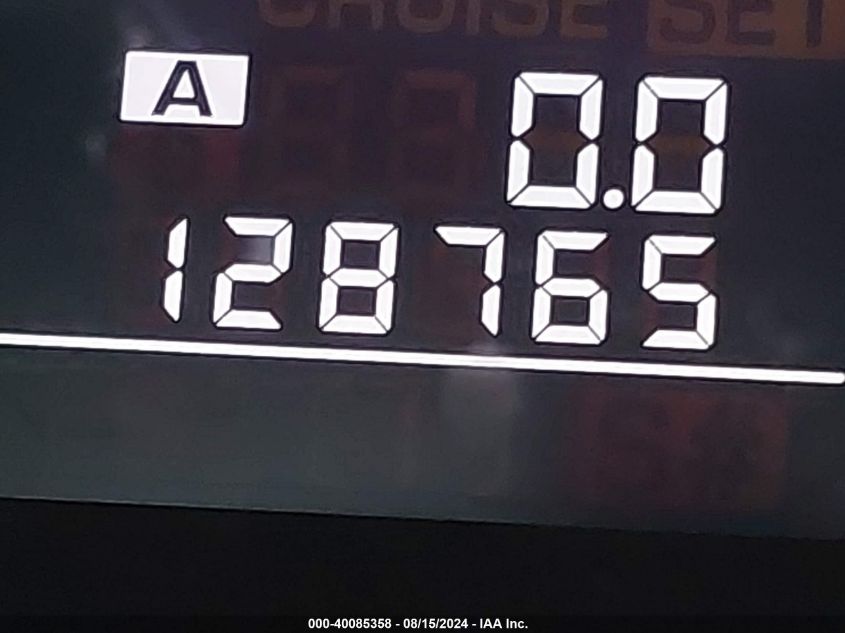 CRUISE SET
A 0.0
128765
000-40085358 - 08/15/2024 - IAA Inc.